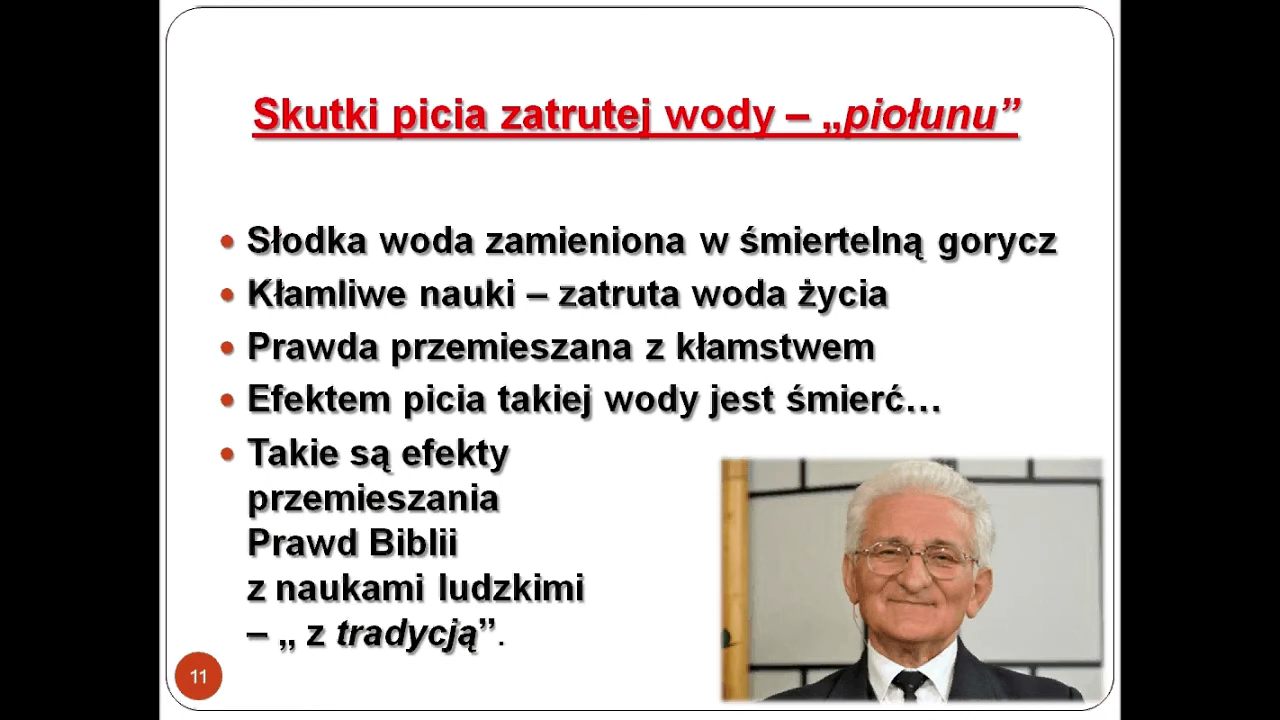 Skutki picia zatrutej wody – „piołunu”
• Słodka woda zamieniona w śmiertelną gorycz
• Kłamliwe nauki – zatruta woda życia
• Prawda przemieszana z kłamstwem
• Efektem picia takiej wody jest śmierć…
• Takie są efekty
przemieszania
Prawd Biblii
z naukami ludzkimi
– „ z tradycją”.
11